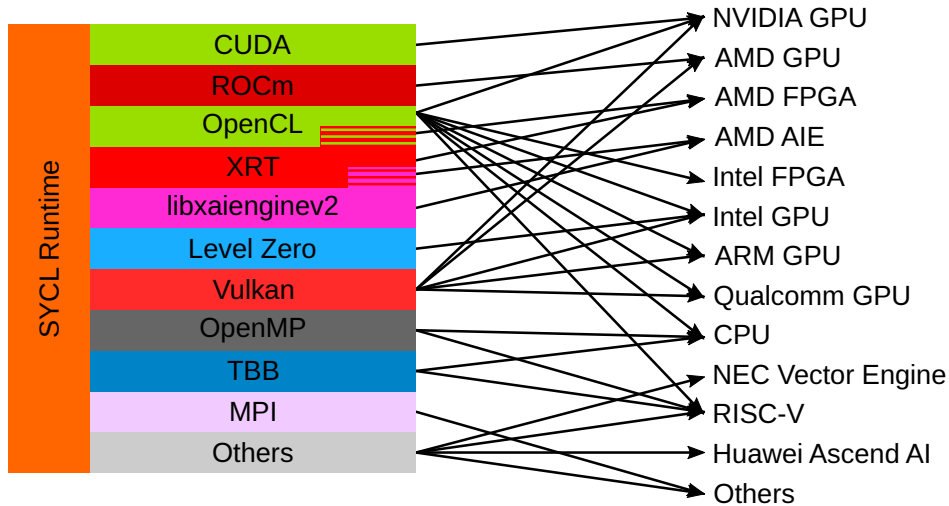 SYCL Runtime
CUDA
ROCm
OpenCL
XRT
libxaienginev2
Level Zero
Vulkan
OpenMP
TBB
MPI
Others
NVIDIA GPU
AMD GPU
AMD FPGA
AMD AIE
Intel FPGA
Intel GPU
ARM GPU
Qualcomm GPU
CPU
NEC Vector Engine
RISC-V
Huawei Ascend AI
Others